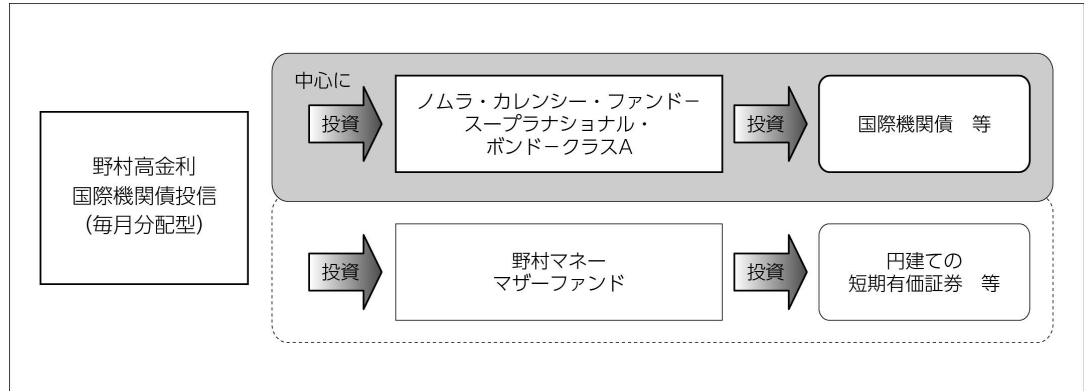 野村高金利
国際機関債投信
(毎月分配型)
中心に
投資
ノムラ・カレンシー・ファンド－
スープラナショナル・
ボンド－クラスA
投資
国際機関債　等
投資
野村マネー
マザーファンド
投資
円建ての
短期有価証券　等